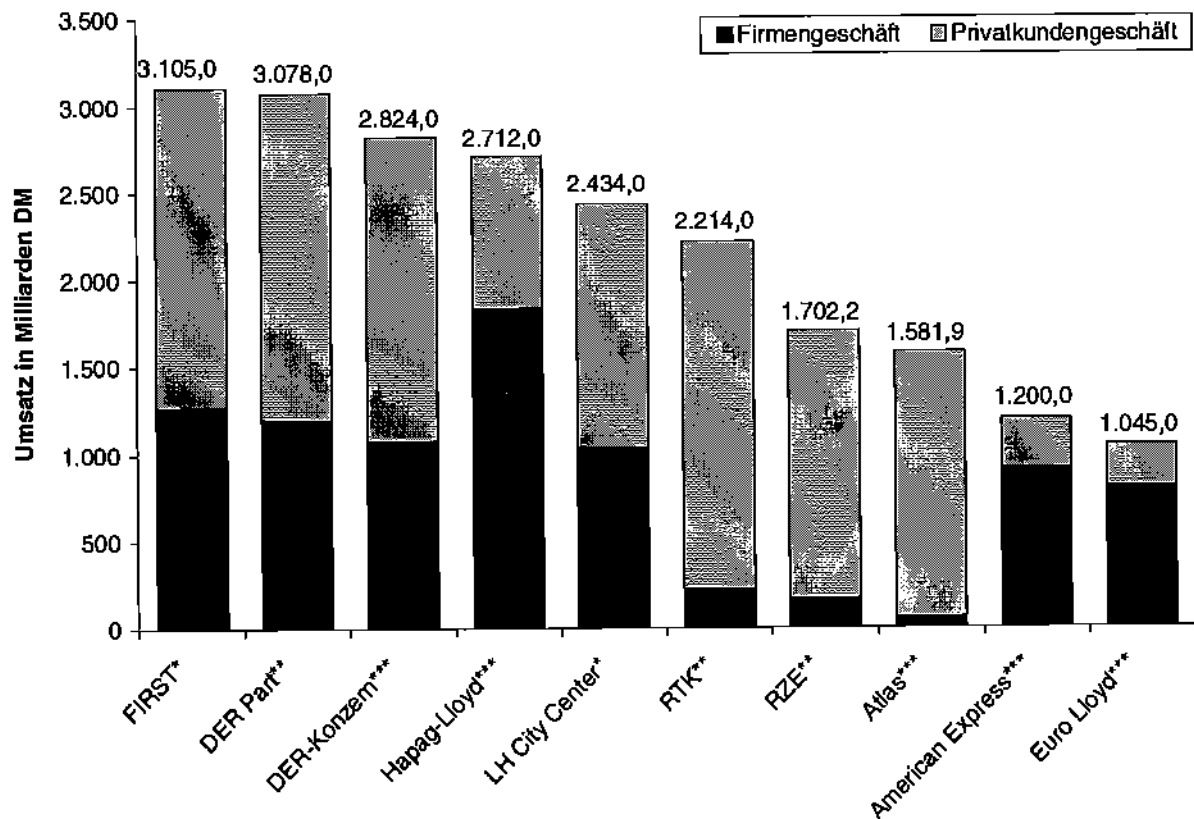 Firmengeschäft Privatkundengeschäft
3.500
3.000
2.500
2.000
1.500
1.000
500
0
Umsatz in Milliarden DM
3.105,0
3.078,0
2.824,0
2.712,0
2.434,0
2.214,0
1.702,2
1.581,9
1.200,0
1.045,0
FIRST*
DER Part**
DER-Konzern***
Hapag-Lloyd***
LH City Center*
RTK**
RZE**
Atlas***
American Express***
Euro Lloyd***